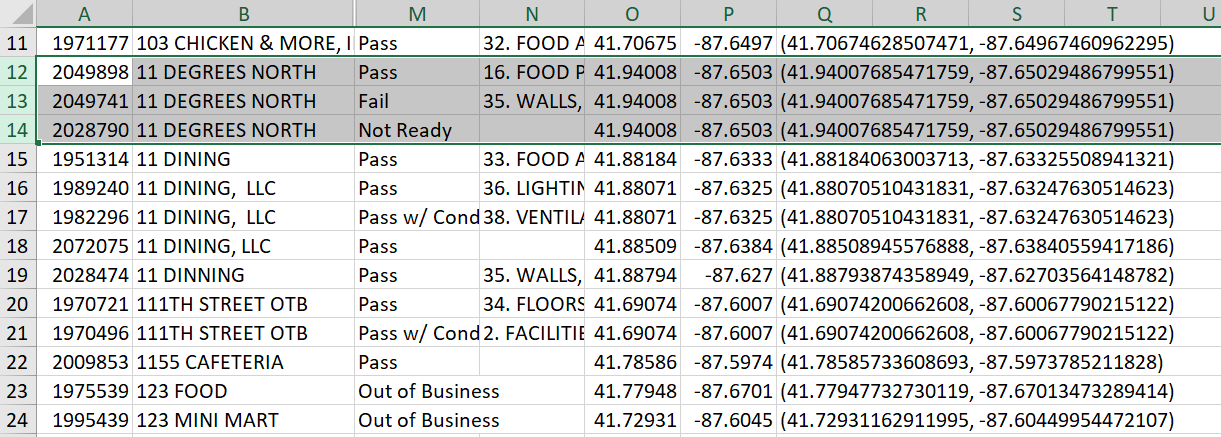 A B M N O P Q R S T U
11 1971177 103 CHICKEN & MORE, I Pass 32. FOOD A 41.70675 -87.6497 (41.70674628507471, -87.64967460962295)
12 2049898 11 DEGREES NORTH Pass 16. FOOD P 41.94008 -87.6503 (41.94007685471759, -87.65029486799551)
13 2049741 11 DEGREES NORTH Fail 35. WALLS, 41.94008 -87.6503 (41.94007685471759, -87.65029486799551)
14 2028790 11 DEGREES NORTH Not Ready 41.94008 -87.6503 (41.94007685471759, -87.65029486799551)
15 1951314 11 DINING Pass 33. FOOD A 41.88184 -87.6333 (41.88184063003713, -87.63325508941321)
16 1989240 11 DINING,  LLC Pass 36. LIGHTIN 41.88071 -87.6325 (41.88070510431831, -87.63247630514623)
17 1982296 11 DINING,  LLC Pass w/ Cond 38. VENTILA 41.88071 -87.6325 (41.88070510431831, -87.63247630514623)
18 2072075 11 DINING, LLC Pass 41.88509 -87.6384 (41.88508945576888, -87.63840559417186)
19 2028474 11 DINNING Pass 35. WALLS, 41.88794 -87.627 (41.88793874358949, -87.62703564148782)
20 1970721 111TH STREET OTB Pass 34. FLOORS 41.69074 -87.6007 (41.69074200662608, -87.60067790215122)
21 1970496 111TH STREET OTB Pass w/ Cond 2. FACILITIE 41.69074 -87.6007 (41.69074200662608, -87.60067790215122)
22 2009853 1155 CAFETERIA Pass 41.78586 -87.5974 (41.78585733608693, -87.5973785211828)
23 1975539 123 FOOD Out of Business 41.77948 -87.6701 (41.77947732730119, -87.67013473289414)
24 1995439 123 MINI MART Out of Business 41.72931 -87.6045 (41.72931162911995, -87.60449954472107)